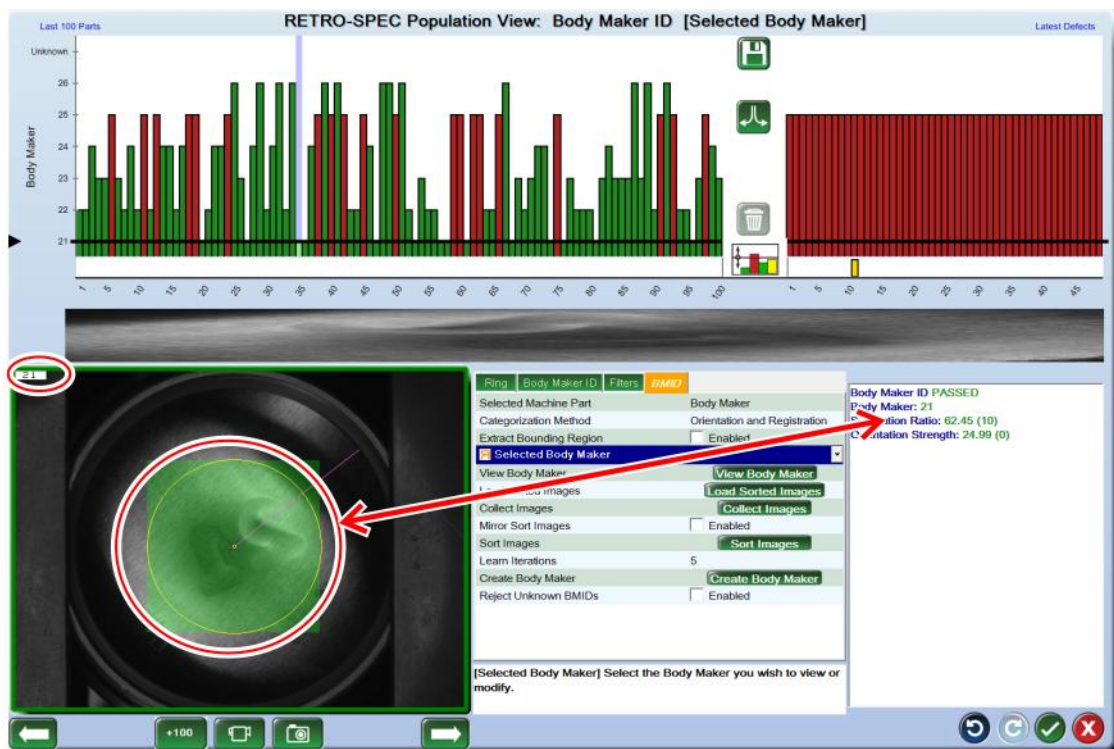 RETRO-SPEC Population View: Body Maker ID [Selected Body Maker]
Last 100 Parts
Latest Defects
Unknown
26
25
24
23
22
21
Body Maker
1 5 10 15 20 25 30 35 40 45 50 55 60 65 70 75 80 85 90 95 100
1 5 10 15 20 25 30 35 40 45
21
Ring Body Maker ID Filters BMID
Selected Machine Part Body Maker
Categorization Method Orientation and Registration
Extract Bounding Region Enabled
Selected Body Maker
View Body Maker View Body Maker
Sorted Images Load Sorted Images
Collect Images Collect Images
Mirror Sort Images Enabled
Sort Images Sort Images
Learn Iterations 5
Create Body Maker Create Body Maker
Reject Unknown BMIDs Enabled
[Selected Body Maker] Select the Body Maker you wish to view or
modify.
Body Maker ID PASSED
Body Maker: 21
Ratio: 62.45 (10)
Orientation Strength: 24.99 (0)
+100